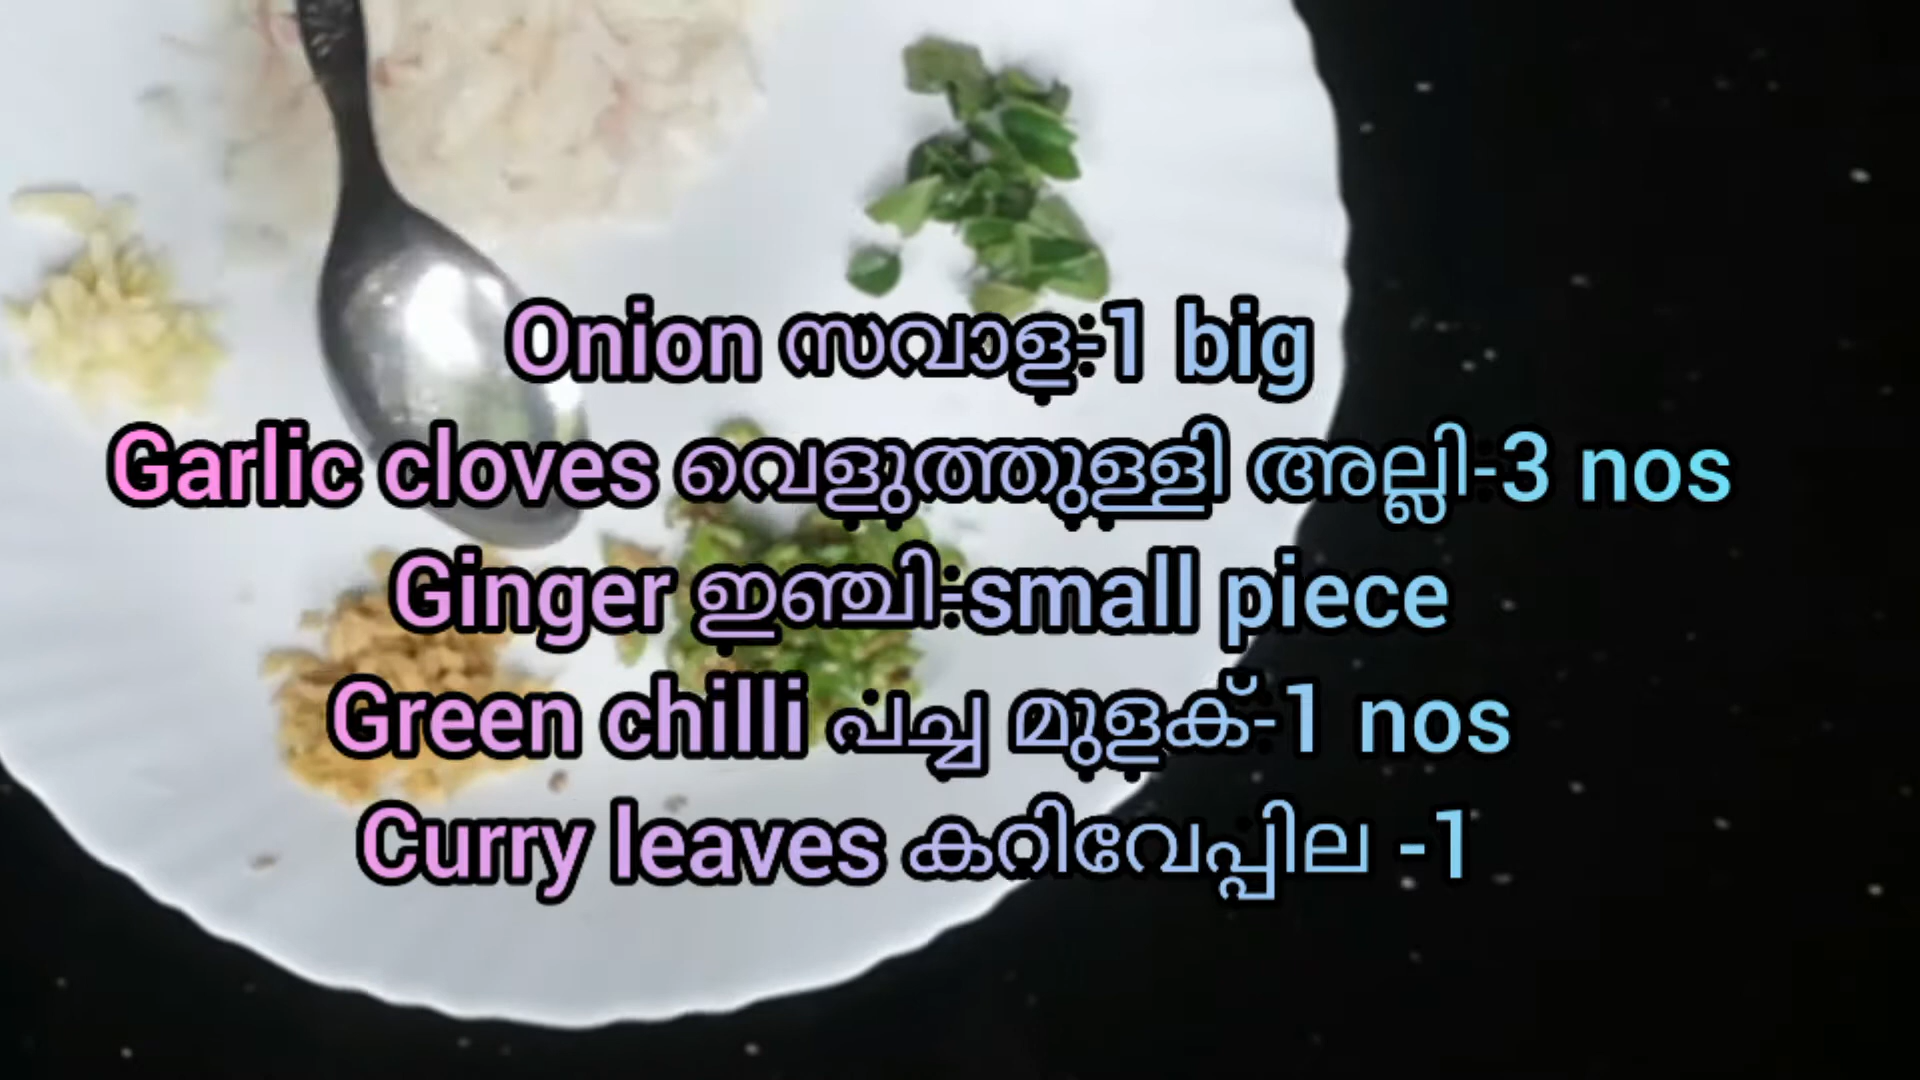 Onion സവാള-1 big
Garlic cloves വെളുത്തുള്ളി അല്ലി-3 nos
Ginger ഇഞ്ചി-small piece
Green chilli പച്ച മുളക്-1 nos
Curry leaves കറിവേപ്പില -1